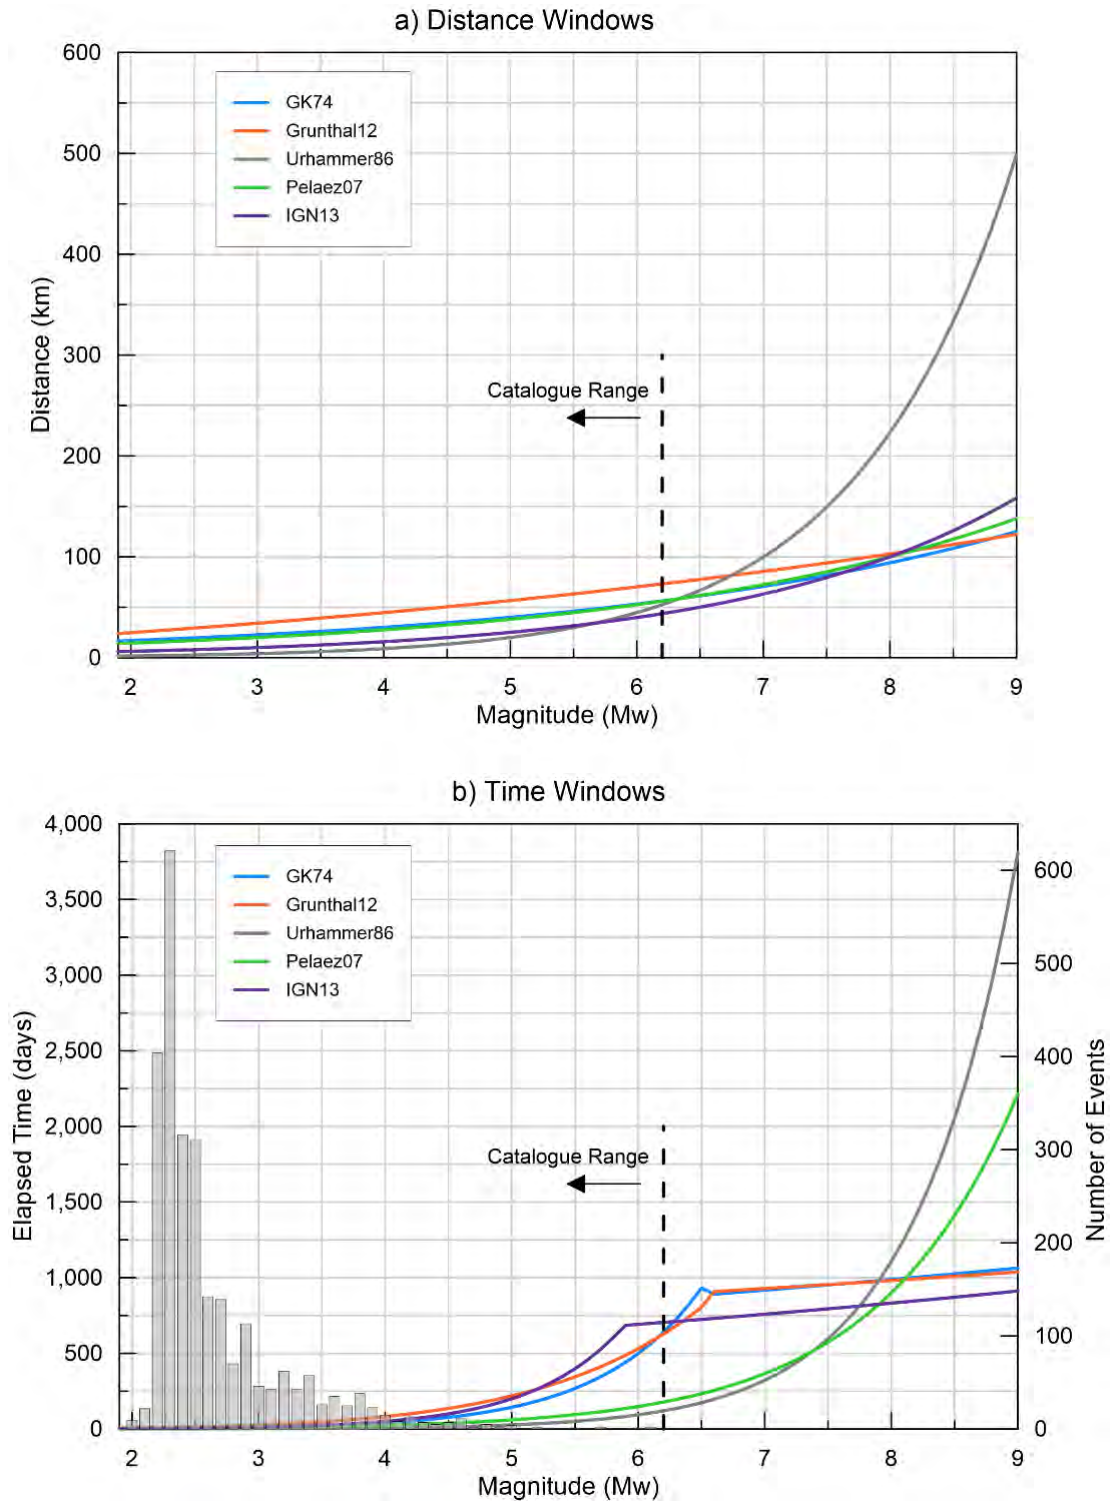 a) Distance Windows
600
500
400
300
200
100
0
Distance (km)
GK74
Grunthal12
Urhammer86
Pelaez07
IGN13
Catalogue Range
2 3 4 5 6 7 8 9
Magnitude (Mw)
b) Time Windows
4,000
3,500
3,000
2,500
2,000
1,500
1,000
500
0
Elapsed Time (days)
GK74
Grunthal12
Urhammer86
Pelaez07
IGN13
Catalogue Range
600
500
400
300
200
100
0
Number of Events
2 3 4 5 6 7 8 9
Magnitude (Mw)